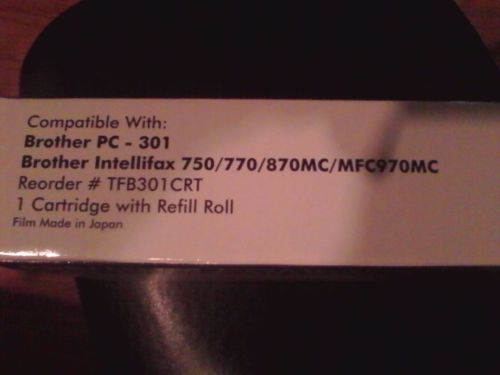 Compatible With:
Brother PC - 301
Brother Intellifax 750/770/870MC/MFC970MC
Reorder # TFB301CRT
1 Cartridge with Refill Roll
Film Made in Japan